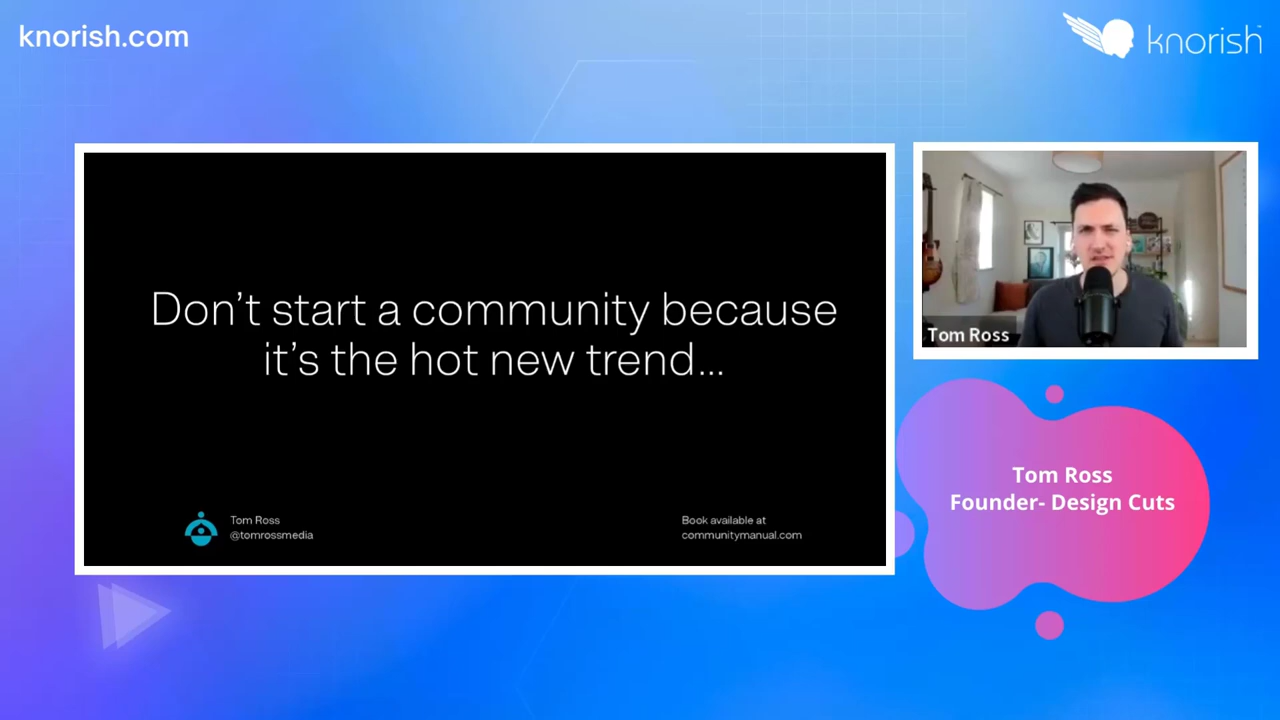 knorish.com
knorish
Don't start a community because
it's the hot new trend...
Tom Ross
@tomrossmedia
Book available at
communitymanual.com
Tom Ross
Tom Ross
Founder- Design Cuts